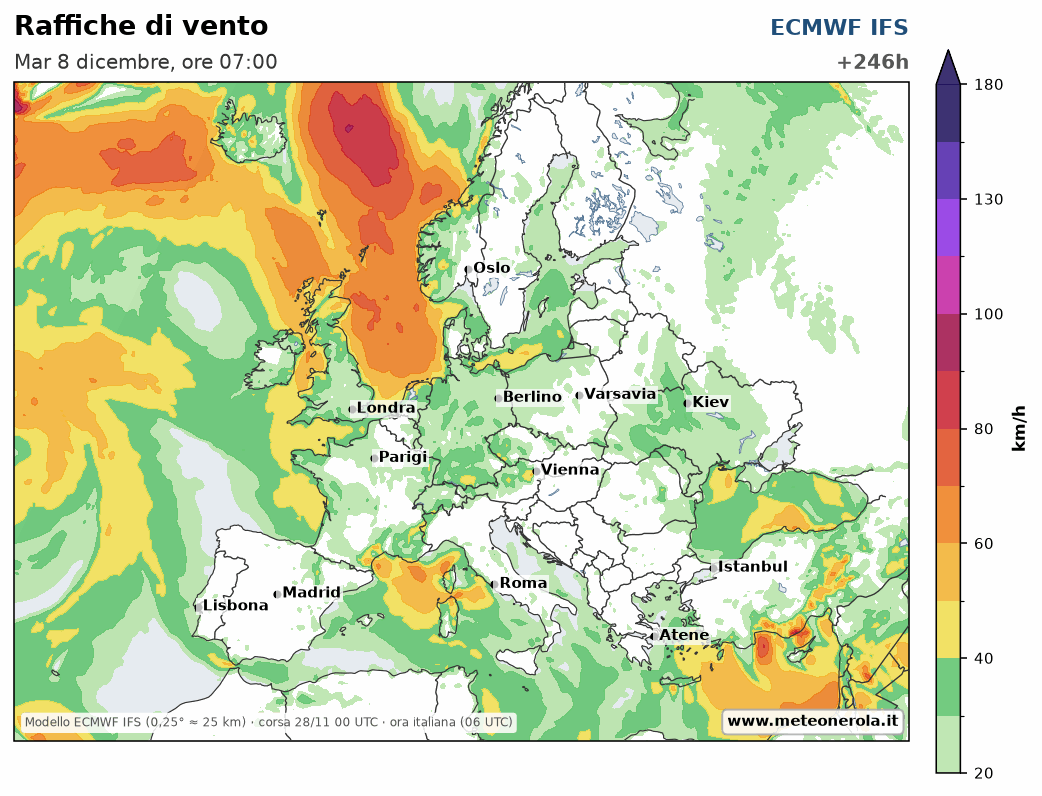 Raffiche di vento
ECMWF IFS
Mar 8 dicembre, ore 07:00
+246h
180
130
100
80
60
40
20
km/h
Oslo
Berlino
Varsavia
Kiev
Londra
Parigi
Vienna
Istanbul
Roma
Madrid
Lisbona
Atene
Modello ECMWF IFS (0,25° ≈ 25 km) · corsa 28/11 00 UTC · ora italiana (06 UTC)
www.meteonerola.it